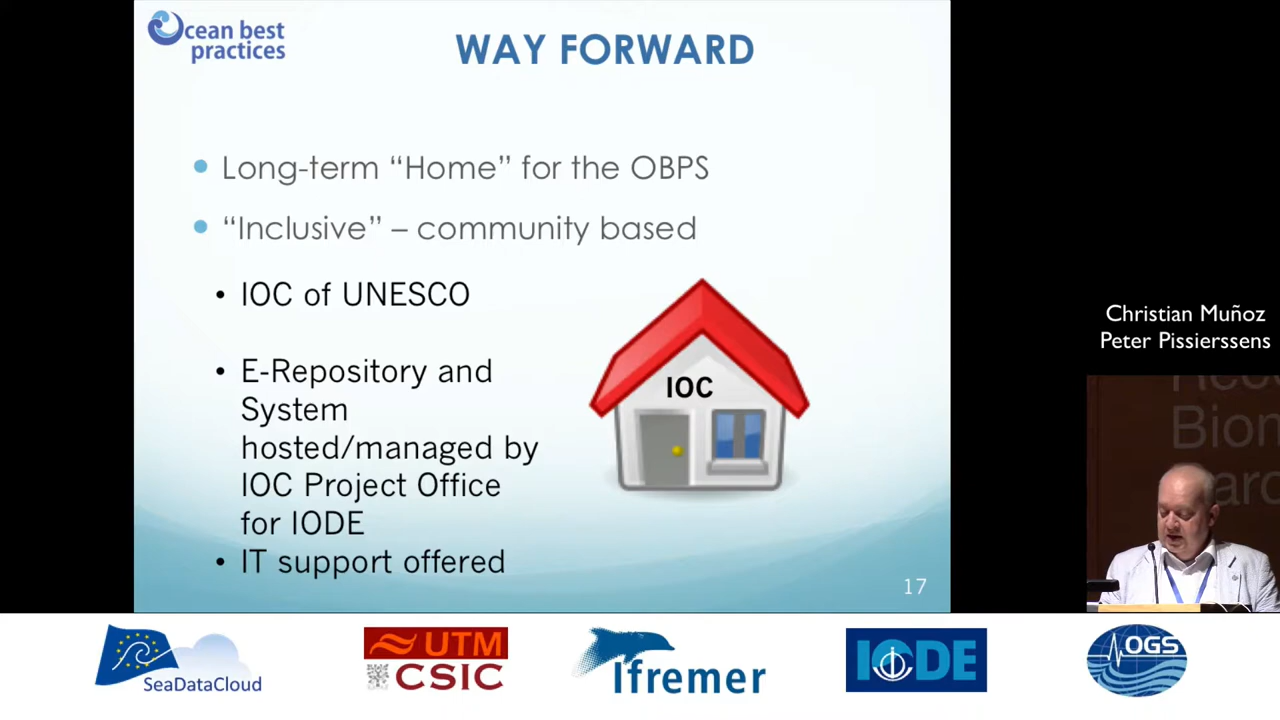 Ocean best
practices
WAY FORWARD
• Long-term “Home” for the OBPS
• “Inclusive” – community based
• IOC of UNESCO
• E-Repository and
System
hosted/managed by
IOC Project Office
for IODE
• IT support offered
IOC
17
Christian Muñoz
Peter Pissierssens
Bion
SeaDataCloud
UTM
CSIC
Ifremer
IODE
OGS